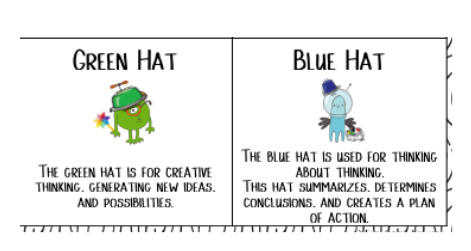 GREEN HAT
THE GREEN HAT IS FOR CREATIVE
THINKING, GENERATING NEW IDEAS,
AND POSSIBILITIES.
BLUE HAT
THE BLUE HAT IS USED FOR THINKING
ABOUT THINKING.
THIS HAT SUMMARIZES, DETERMINES
CONCLUSIONS, AND CREATES A PLAN
OF ACTION.